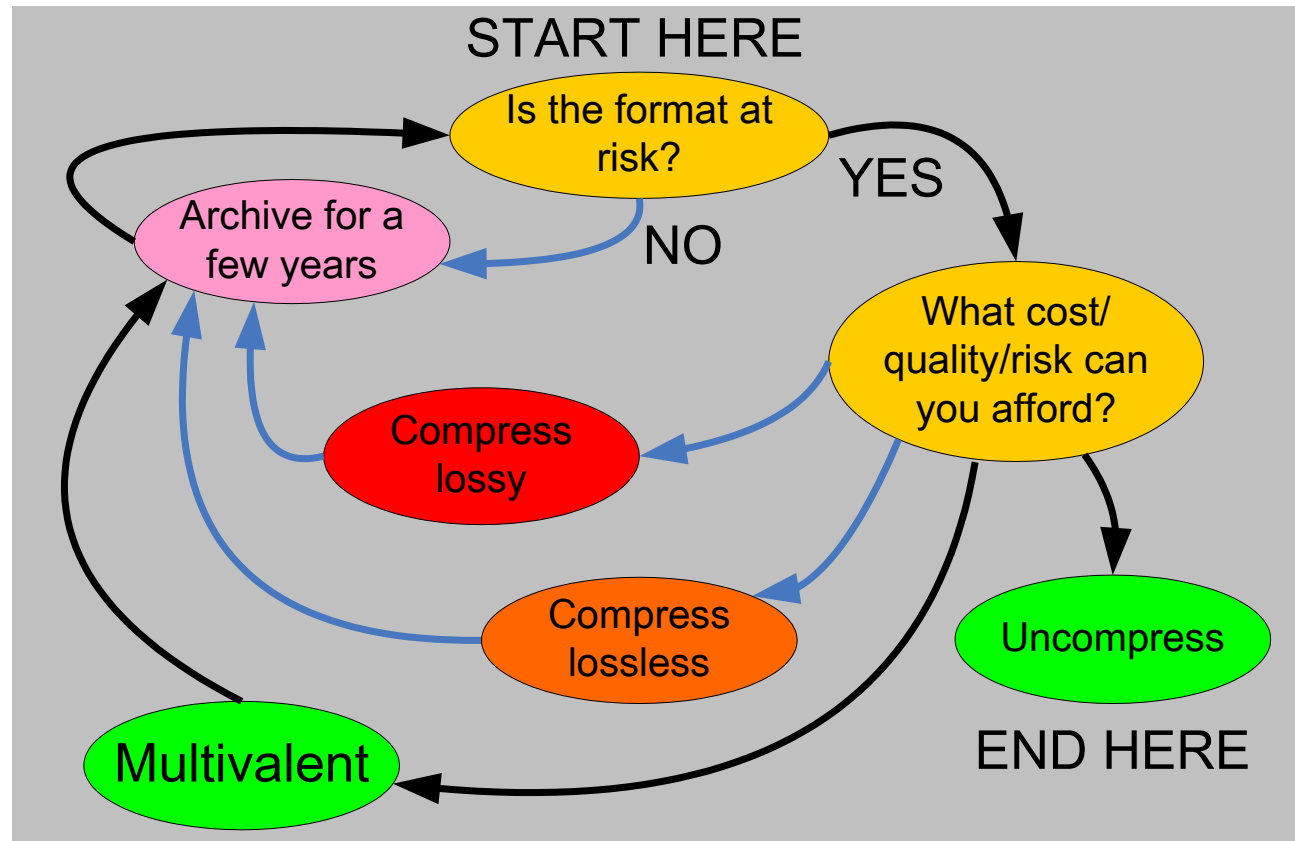 START HERE
Is the format at
risk?
YES
NO
Archive for a
few years
What cost/
quality/risk can
you afford?
Compress
lossy
Compress
lossless
Uncompress
END HERE
Multivalent